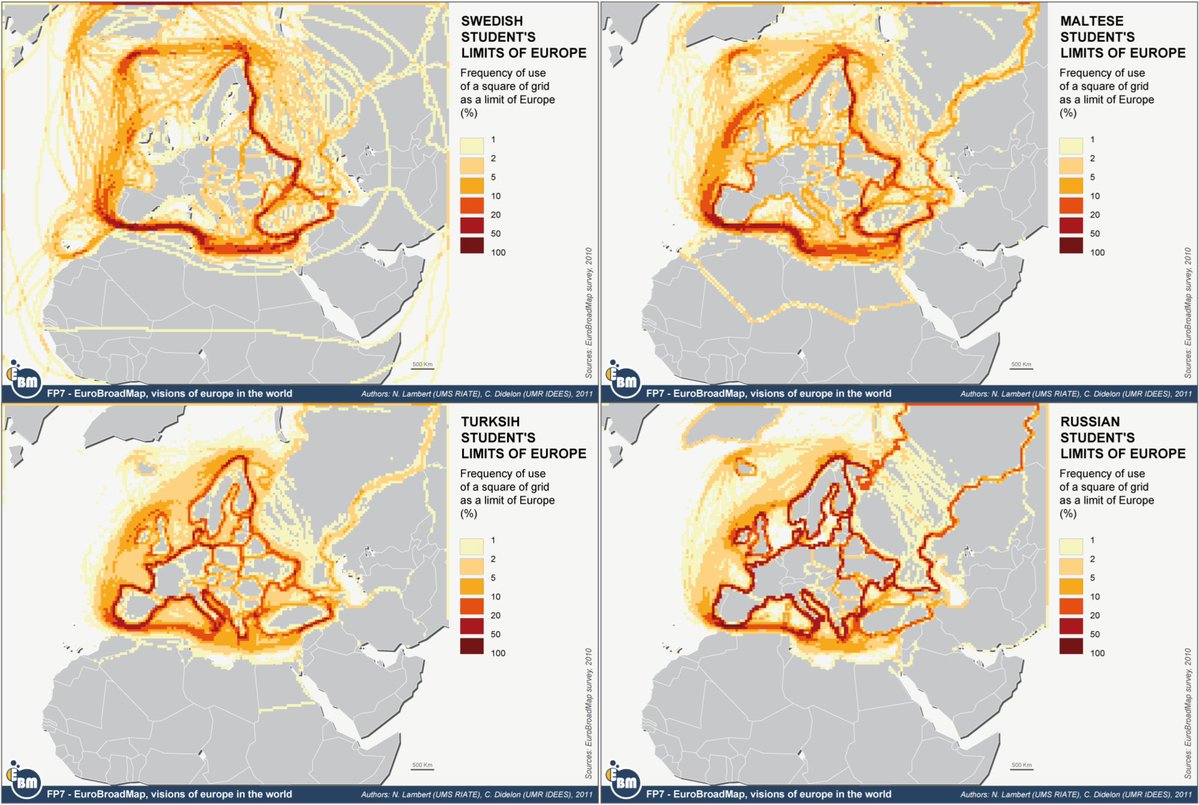 SWEDISH
STUDENT'S
LIMITS OF EUROPE
Frequency of use
of a square of grid
as a limit of Europe
(%)
1
2
5
10
20
50
100
Sources: EuroBroadMap survey, 2010
500 Km
EBM
FP7 - EuroBroadMap, visions of europe in the world
Authors: N. Lambert (UMS RIATE), C. Didelon (UMR IDEES), 2011
MALTESE
STUDENT'S
LIMITS OF EUROPE
Frequency of use
of a square of grid
as a limit of Europe
(%)
1
2
5
10
20
50
100
Sources: EuroBroadMap survey, 2010
500 Km
EBM
FP7 - EuroBroadMap, visions of europe in the world
Authors: N. Lambert (UMS RIATE), C. Didelon (UMR IDEES), 2011
TURKSIH
STUDENT'S
LIMITS OF EUROPE
Frequency of use
of a square of grid
as a limit of Europe
(%)
1
2
5
10
20
50
100
Sources: EuroBroadMap survey, 2010
500 Km
EBM
FP7 - EuroBroadMap, visions of europe in the world
Authors: N. Lambert (UMS RIATE), C. Didelon (UMR IDEES), 2011
RUSSIAN
STUDENT'S
LIMITS OF EUROPE
Frequency of use
of a square of grid
as a limit of Europe
(%)
1
2
5
10
20
50
100
Sources: EuroBroadMap survey, 2010
500 Km
EBM
FP7 - EuroBroadMap, visions of europe in the world
Authors: N. Lambert (UMS RIATE), C. Didelon (UMR IDEES), 2011